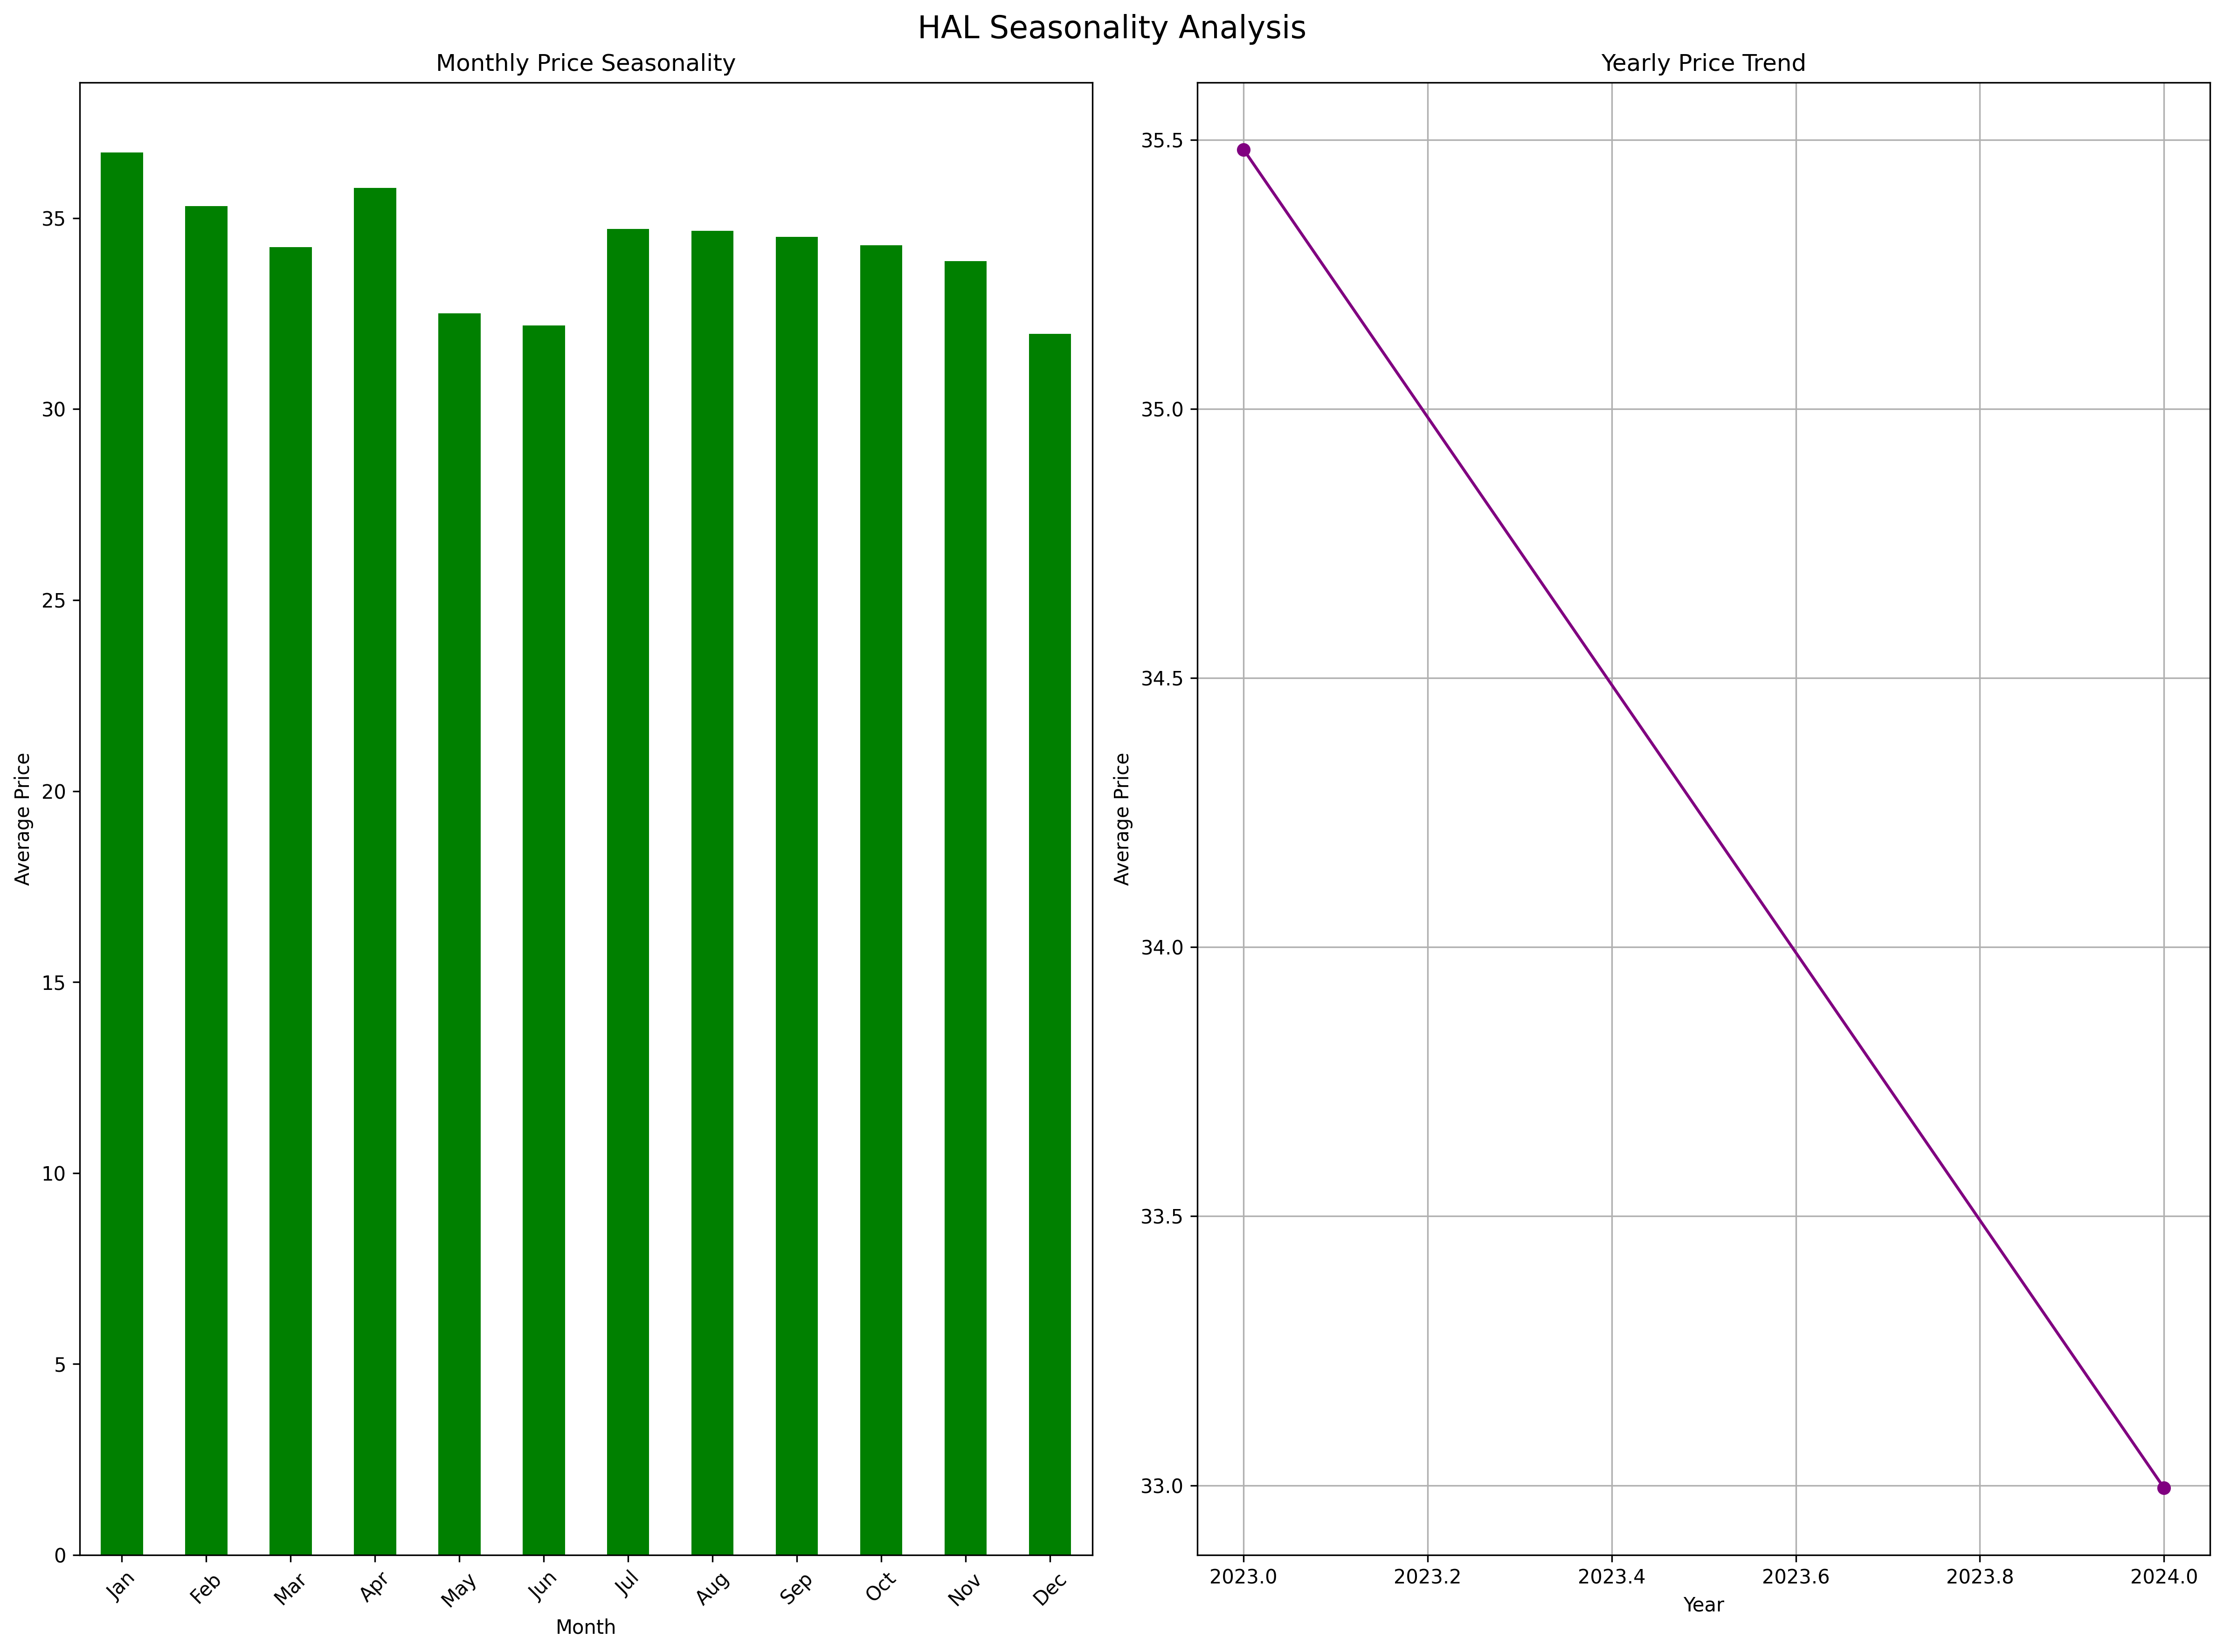 HAL Seasonality Analysis
Monthly Price Seasonality
Average Price
35
30
25
20
15
10
5
0
Jan
Feb
Mar
Apr
May
Jun
Jul
Aug
Sep
Oct
Nov
Dec
Month
Yearly Price Trend
Average Price
35.5
35.0
34.5
34.0
33.5
33.0
2023.0
2023.2
2023.4
2023.6
2023.8
2024.0
Year